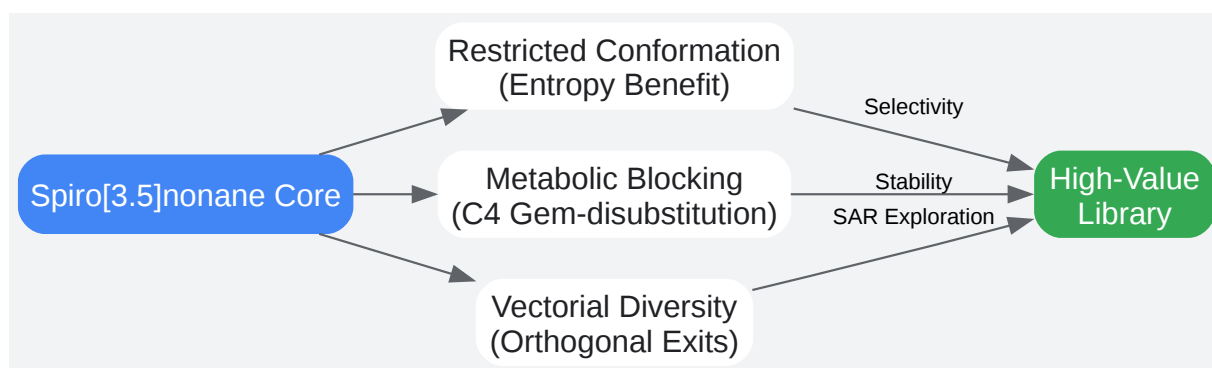 Restricted Conformation
(Entropy Benefit)
Selectivity
Spiro[3.5]nonane Core
Metabolic Blocking
(C4 Gem-disubstitution)
Stability
SAR Exploration
High-Value
Library
Vectorial Diversity
(Orthogonal Exits)